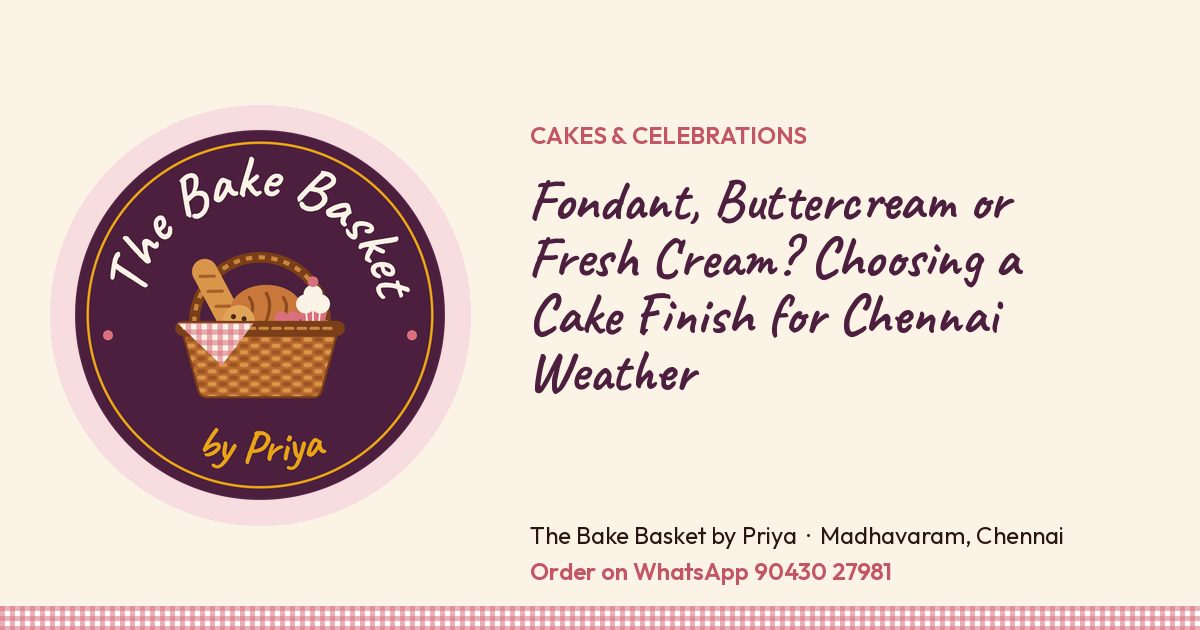 The Bake Basket
by Priya
CAKES & CELEBRATIONS
Fondant, Buttercream or
Fresh Cream? Choosing a
Cake Finish for Chennai
Weather
The Bake Basket by Priya · Madhavaram, Chennai
Order on WhatsApp 90430 27981